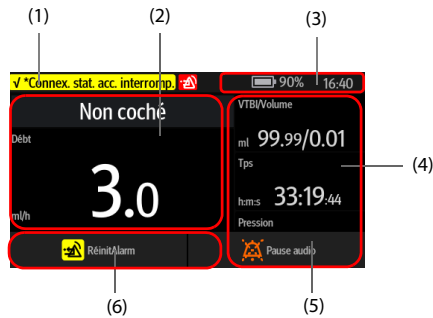 (1)
(2)
(3)
√ *Connex. stat. acc. interromp.
90% 16:40
Non coché
VTBI/Volume
Débt
ml 99.99/0.01
Tps
(4)
3.0
h:m:s 33:19:44
ml/h
Pression
RéinitAlarm
Pause audio
(6)
(5)